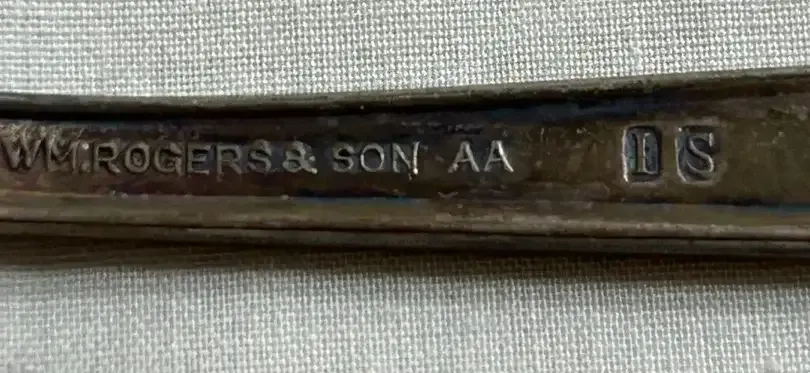 WM. ROGERS & SON AA I S